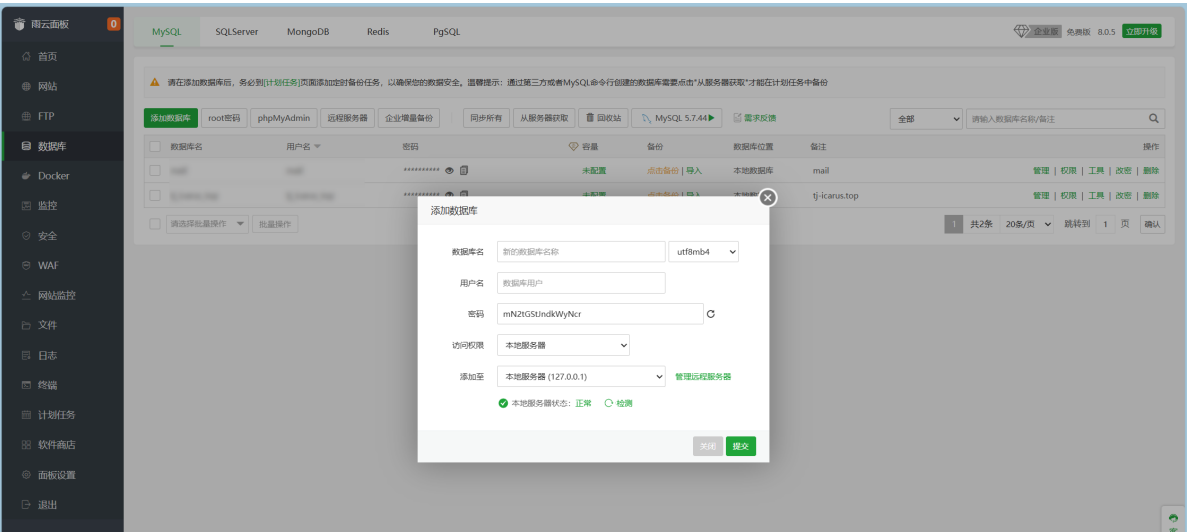 雨云面板 0
MySQL SQLServer MongoDB Redis PgSQL 企业版 免费版 8.0.5 立即升级
首页
网站
FTP
数据库
Docker
监控
安全
WAF
网站监控
文件
日志
终端
计划任务
软件商店
面板设置
退出
请在添加数据库后，务必到[计划任务]页面添加定时备份任务，以确保您的数据安全。温馨提示：通过第三方或者MySQL命令行创建的数据库需要点击"从服务器获取"才能在计划任务中备份
添加数据库 root密码 phpMyAdmin 远程服务器 企业增量备份 同步所有 从服务器获取 回收站 MySQL 5.7.44 需求反馈 全部 请输入数据库名称/备注
数据库名 用户名 密码 容量 备份 数据库位置 备注 操作
********** 未配置 点击备份 | 导入 本地数据库 mail 管理 | 权限 | 工具 | 改密 | 删除
********** 未配置 点击备份 | 导入 本地数据库 tj-icarus.top 管理 | 权限 | 工具 | 改密 | 删除
请选择批量操作 批量操作 1 共2条 20条/页 跳转到 1 页 确认
添加数据库
数据库名 新的数据库名称 utf8mb4
用户名 数据库用户
密码 mN2tGStJndkWyNcr
访问权限 本地服务器
添加至 本地服务器 (127.0.0.1) 管理远程服务器
本地服务器状态：正常 检测
关闭 提交